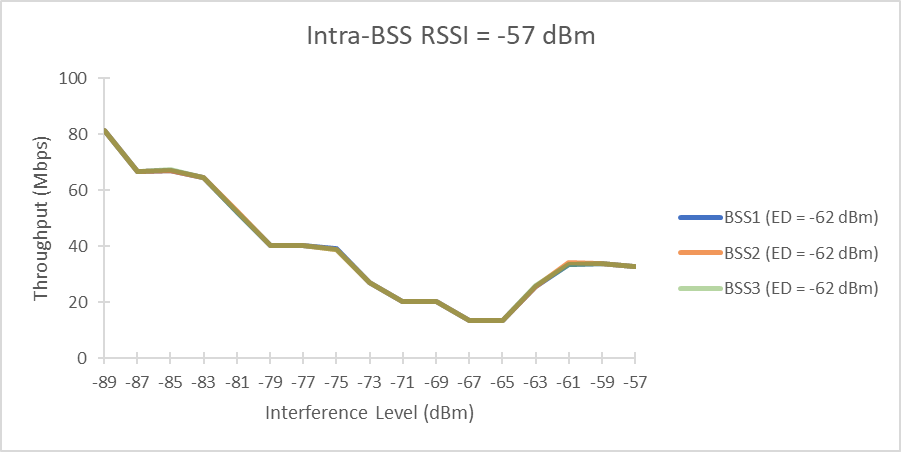 Intra-BSS RSSI = -57 dBm
Throughput (Mbps)
100
80
60
40
20
0
-89 -87 -85 -83 -81 -79 -77 -75 -73 -71 -69 -67 -65 -63 -61 -59 -57
Interference Level (dBm)
BSS1 (ED = -62 dBm)
BSS2 (ED = -62 dBm)
BSS3 (ED = -62 dBm)